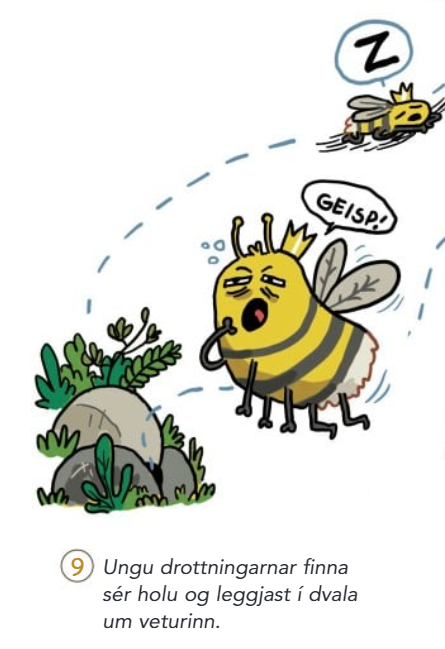 Z
GEISP!
9 Ungu drottningarnar finna
sér holu og leggjast í dvala
um veturinn.